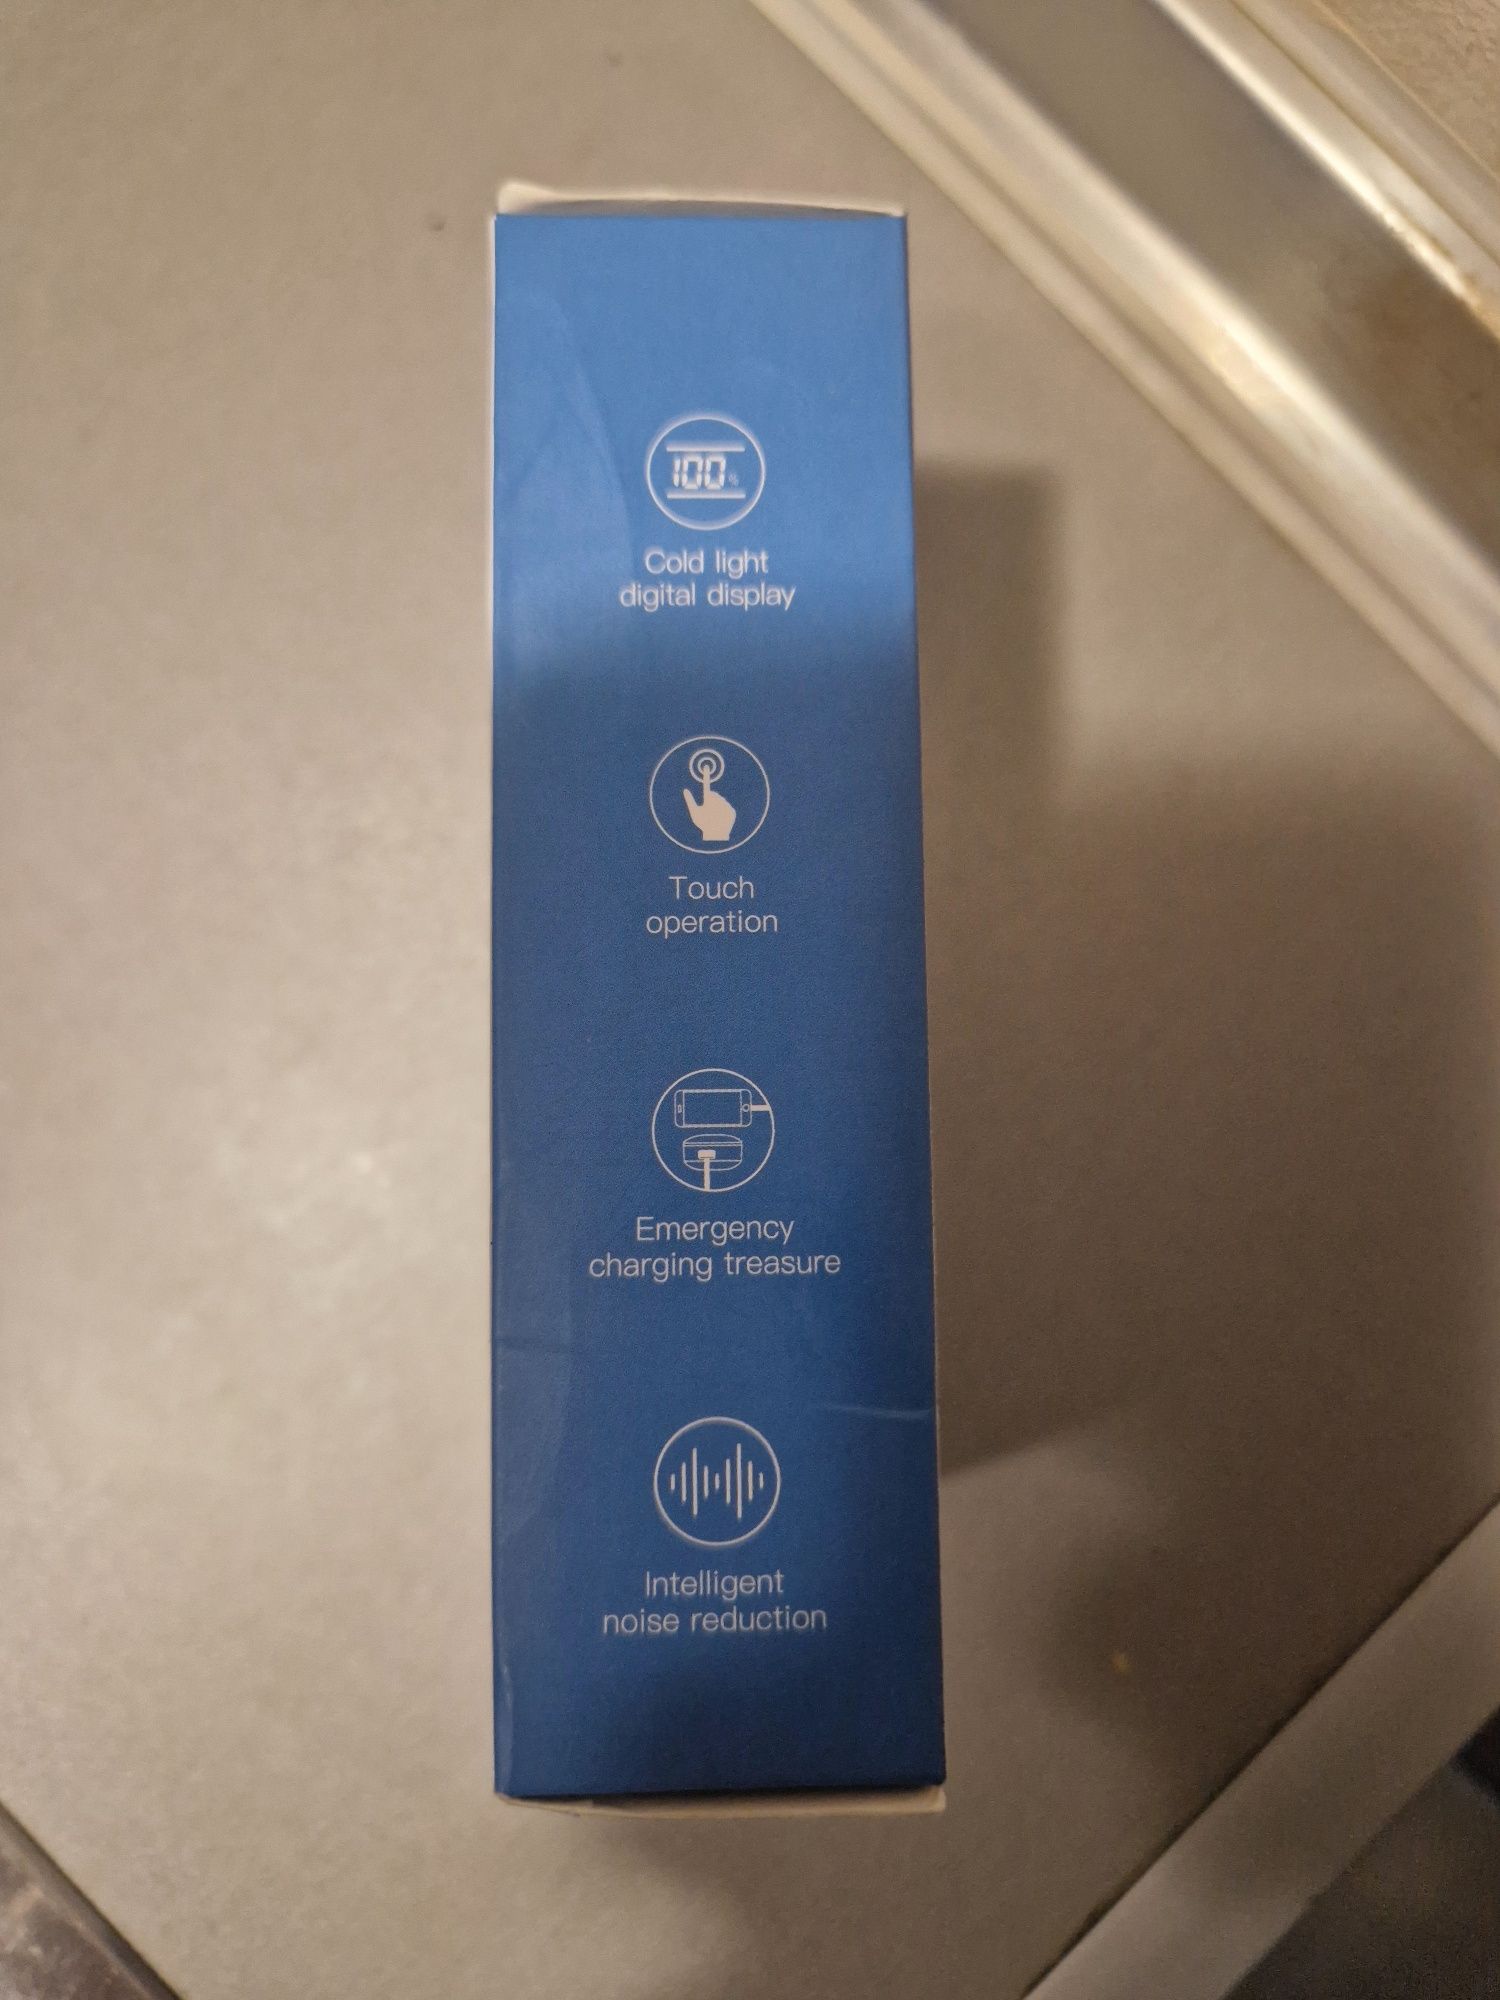 100%
Cold light
digital display
Touch
operation
Emergency
charging treasure
Intelligent
noise reduction